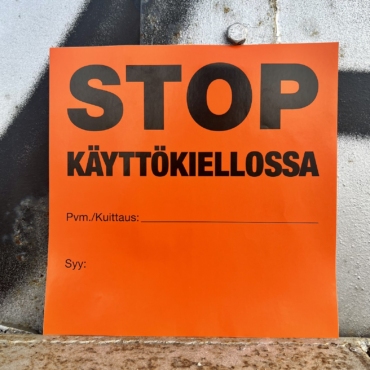 STOP
KÄYTTÖKIELLOSSA
Pvm./Kuittaus:
Syy: